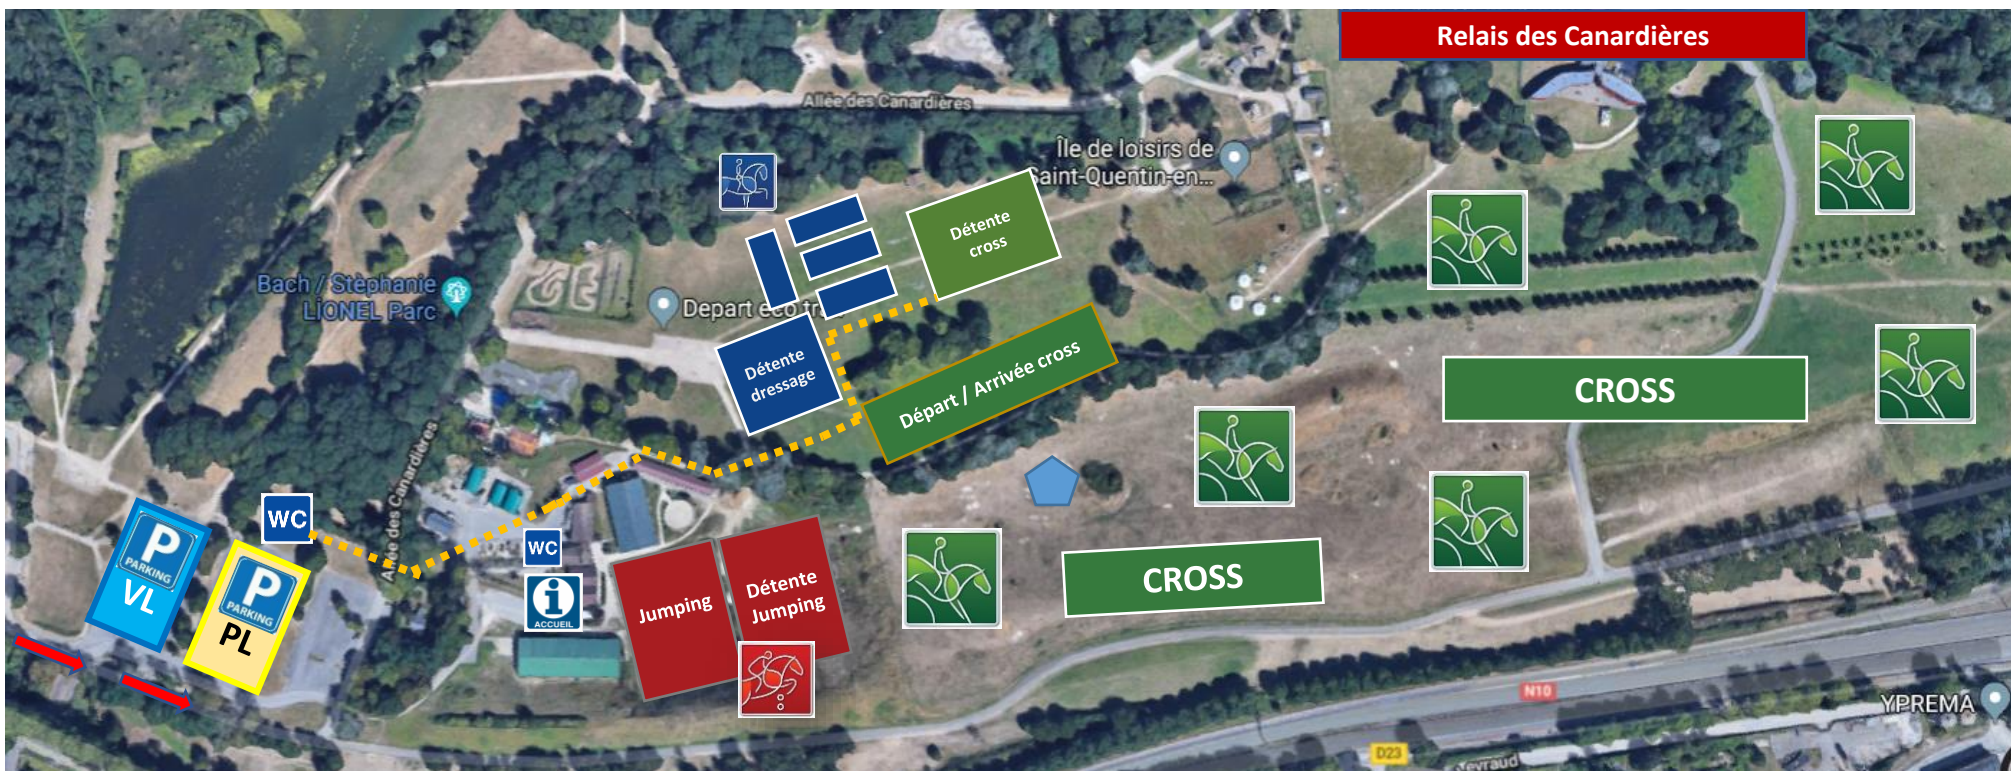 Relais des Canardières
Allée des Canardières
Île de loisirs de
Saint-Quentin-en...
Détente
cross
Bach / Stéphanie
LIONEL Parc
Depart eco tra
Détente
dressage
Départ / Arrivée cross
CROSS
Allée des Canardières
WC
WC
P
PARKING
VL
P
PARKING
PL
i
ACCUEIL
Jumping
Détente
Jumping
CROSS
N10
YPREMA
D23